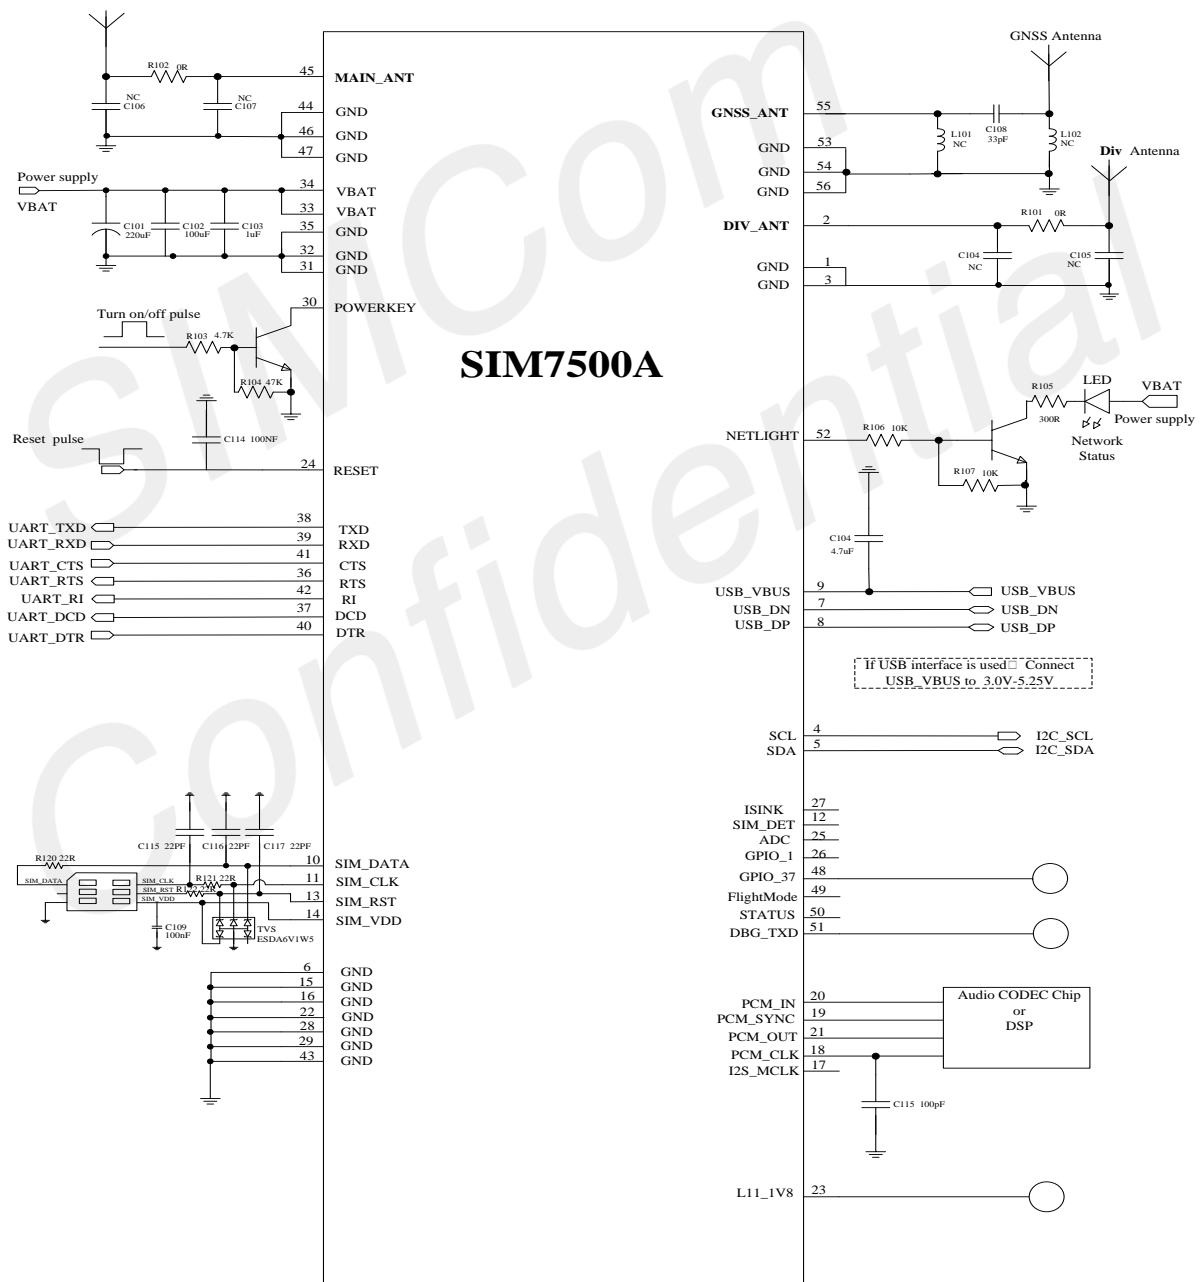 SIMCom
Confidential
SIM7500A
R102 0R
45
MAIN_ANT
NC
C106
NC
C107
44
GND
46
GND
47
GND
Power supply
VBAT
34
VBAT
33
VBAT
35
GND
C101
220uF
C102
100uF
C103
1uF
32
GND
31
GND
30
POWERKEY
Turn on/off pulse
R103 4.7K
R104 47K
C114 100NF
Reset pulse
24
RESET
UART_TXD
38
TXD
UART_RXD
39
RXD
UART_CTS
41
CTS
UART_RTS
36
RTS
UART_RI
42
RI
UART_DCD
37
DCD
UART_DTR
40
DTR
C115 22PF
C116 22PF
C117 22PF
R120 22R
10
SIM_DATA
SIM_DATA
SIM_CLK
R121 22R
11
SIM_CLK
SIM_RST
22R
13
SIM_RST
SIM_VDD
14
SIM_VDD
C109
100nF
TVS
ESDA6V1W5
6
GND
15
GND
16
GND
22
GND
28
GND
29
GND
43
GND
GNSS Antenna
GNSS_ANT
55
L101
NC
C108
33pF
L102
NC
GND
53
GND
54
GND
56
Div Antenna
DIV_ANT
2
R101 0R
C104
NC
C105
NC
GND
1
GND
3
LED
R105
300R
VBAT
Power supply
Network
Status
NETLIGHT
52
R106 10K
R107 10K
C104
4.7uF
USB_VBUS
9
USB_VBUS
USB_DN
7
USB_DN
USB_DP
8
USB_DP
If USB interface is used□ Connect
USB_VBUS to 3.0V-5.25V
SCL
4
I2C_SCL
SDA
5
I2C_SDA
ISINK
27
SIM_DET
12
ADC
25
GPIO_1
26
GPIO_37
48
FlightMode
49
STATUS
50
DBG_TXD
51
PCM_IN
20
PCM_SYNC
19
PCM_OUT
21
PCM_CLK
18
I2S_MCLK
17
Audio CODEC Chip
or
DSP
C115 100pF
L11_1V8
23